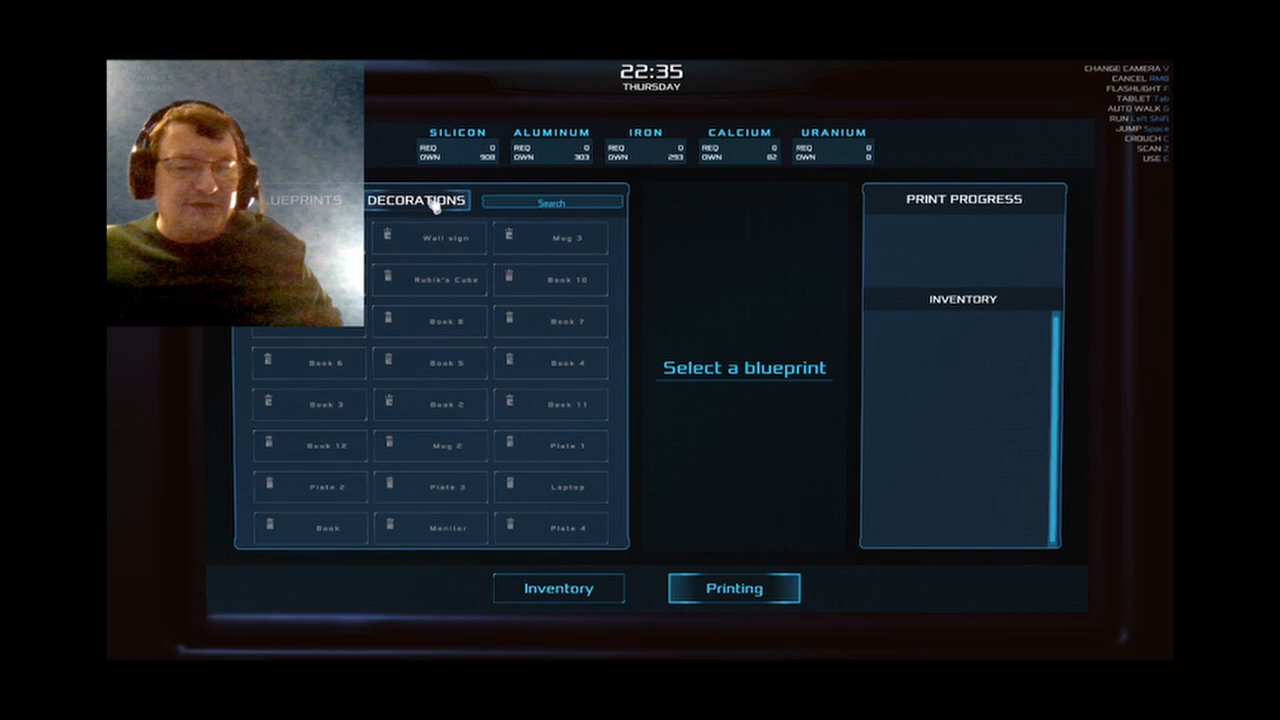 22:35
THURSDAY
CHANGE CAMERA V
CANCEL RMB
FLASHLIGHT F
TABLET Tab
AUTO WALK G
RUN Left Shift
JUMP Space
CROUCH C
SCAN Z
USE E
SILICON ALUMINUM IRON CALCIUM URANIUM
REQ 0 REQ 0 REQ 0 REQ 0 REQ 0
OWN 908 OWN 303 OWN 293 OWN 82 OWN 0
LUEPRINTS DECORATIONS Search
Wall sign Mug 3
Rubik's Cube Book 10
Book 8 Book 7
Book 6 Book 5 Book 4
Book 3 Book 2 Book 11
Book 12 Mug 2 Plate 1
Plate 2 Plate 3 Laptop
Book Monitor Plate 4
Select a blueprint
PRINT PROGRESS
INVENTORY
Inventory Printing